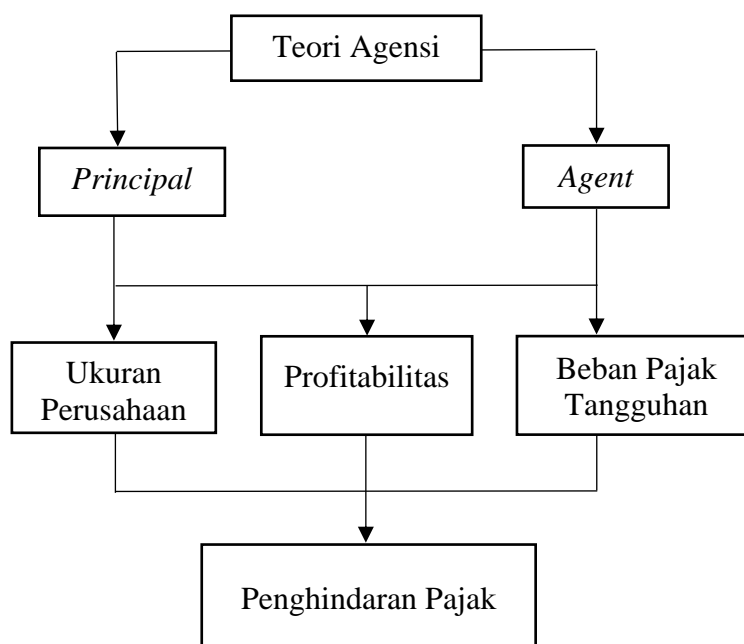 Teori Agensi
Principal
Agent
Ukuran
Perusahaan
Profitabilitas
Beban Pajak
Tangguhan
Penghindaran Pajak